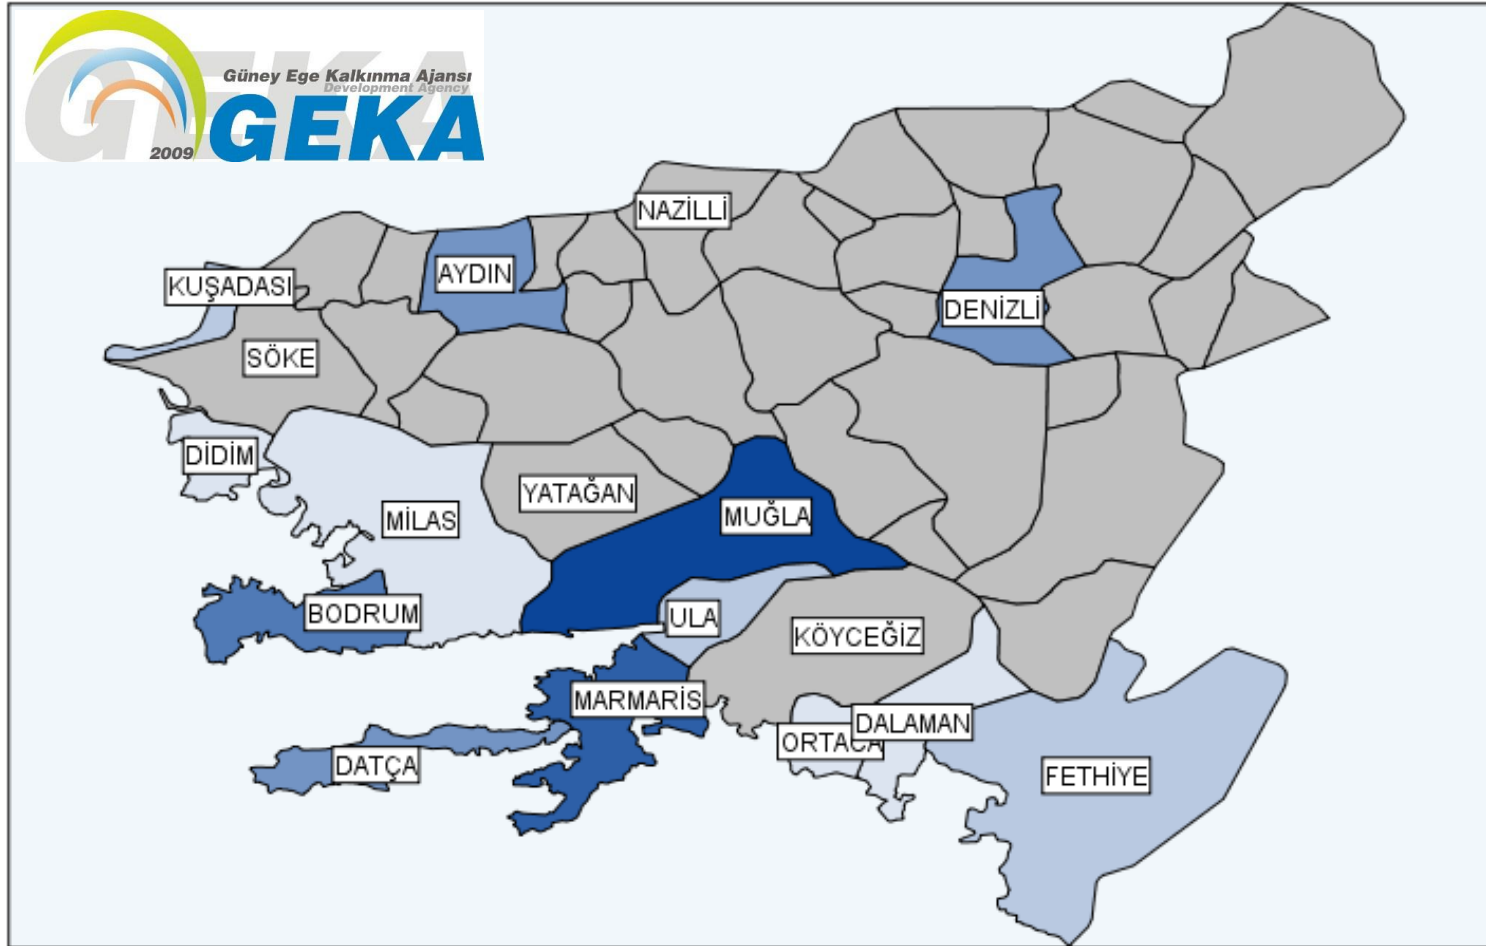 Güney Ege Kalkınma Ajansı
Development Agency
GEKA
GEKA
2009
NAZİLLİ
AYDIN
KUŞADASI
DENİZLİ
SÖKE
DİDİM
YATAĞAN
MİLAS
MUĞLA
BODRUM
ULA
KÖYCEĞİZ
MARMARİS
DALAMAN
ORTACA
DATÇA
FETHİYE